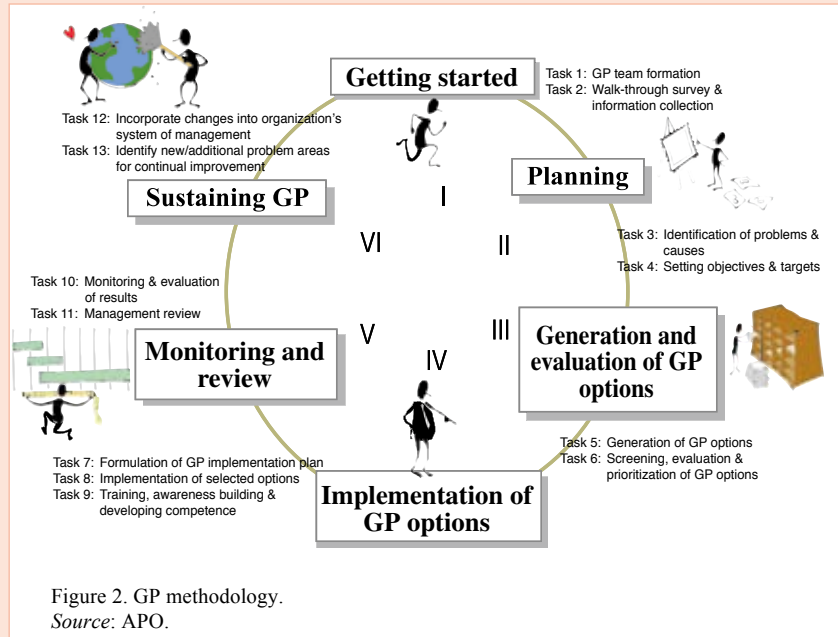 Getting started
I
Task 1: GP team formation
Task 2: Walk-through survey &
information collection
Planning
II
Task 3: Identification of problems &
causes
Task 4: Setting objectives & targets
Generation and
evaluation of GP
options
III
Task 5: Generation of GP options
Task 6: Screening, evaluation &
prioritization of GP options
Implementation of
GP options
IV
Task 7: Formulation of GP implementation plan
Task 8: Implementation of selected options
Task 9: Training, awareness building &
developing competence
Monitoring and
review
V
Task 10: Monitoring & evaluation
of results
Task 11: Management review
Sustaining GP
VI
Task 12: Incorporate changes into organization's
system of management
Task 13: Identify new/additional problem areas
for continual improvement
Figure 2. GP methodology.
Source: APO.